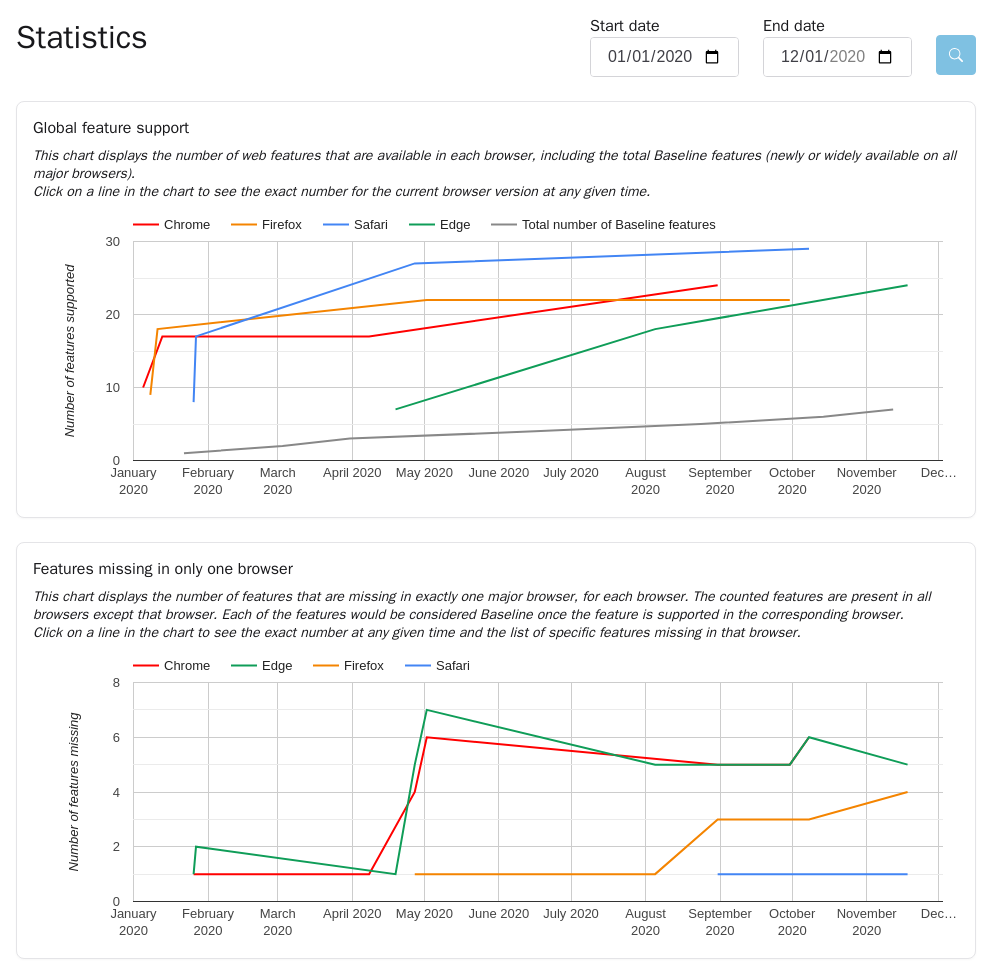 Statistics
Start date
01/01/2020
End date
12/01/2020
Global feature support
This chart displays the number of web features that are available in each browser, including the total Baseline features (newly or widely available on all
major browsers).
Click on a line in the chart to see the exact number for the current browser version at any given time.
Chrome Firefox Safari Edge Total number of Baseline features
Number of features supported
30
20
10
0
January 2020
February 2020
March 2020
April 2020
May 2020
June 2020
July 2020
August 2020
September 2020
October 2020
November 2020
Dec…
Features missing in only one browser
This chart displays the number of features that are missing in exactly one major browser, for each browser. The counted features are present in all
browsers except that browser. Each of the features would be considered Baseline once the feature is supported in the corresponding browser.
Click on a line in the chart to see the exact number at any given time and the list of specific features missing in that browser.
Chrome Edge Firefox Safari
Number of features missing
8
6
4
2
0
January 2020
February 2020
March 2020
April 2020
May 2020
June 2020
July 2020
August 2020
September 2020
October 2020
November 2020
Dec…